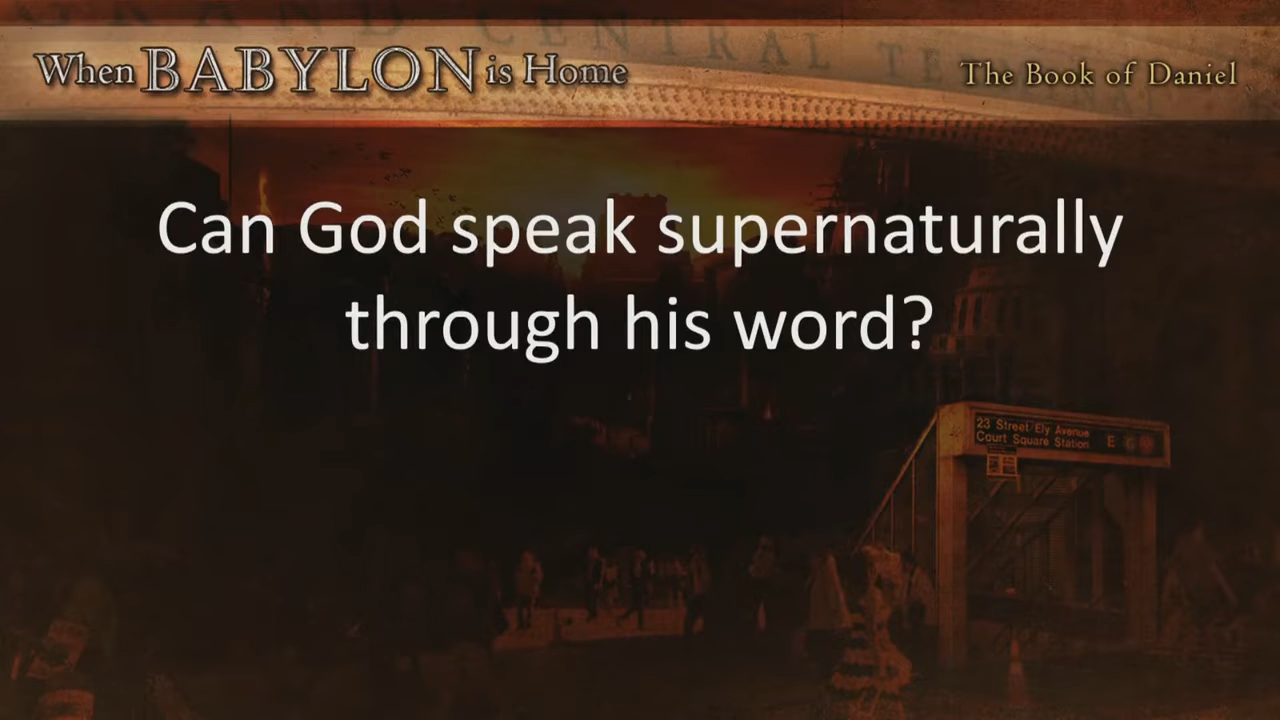 When BABYLON is Home
The Book of Daniel
Can God speak supernaturally
through his word?
23 Street/Ely Avenue
Court Square Station
E G